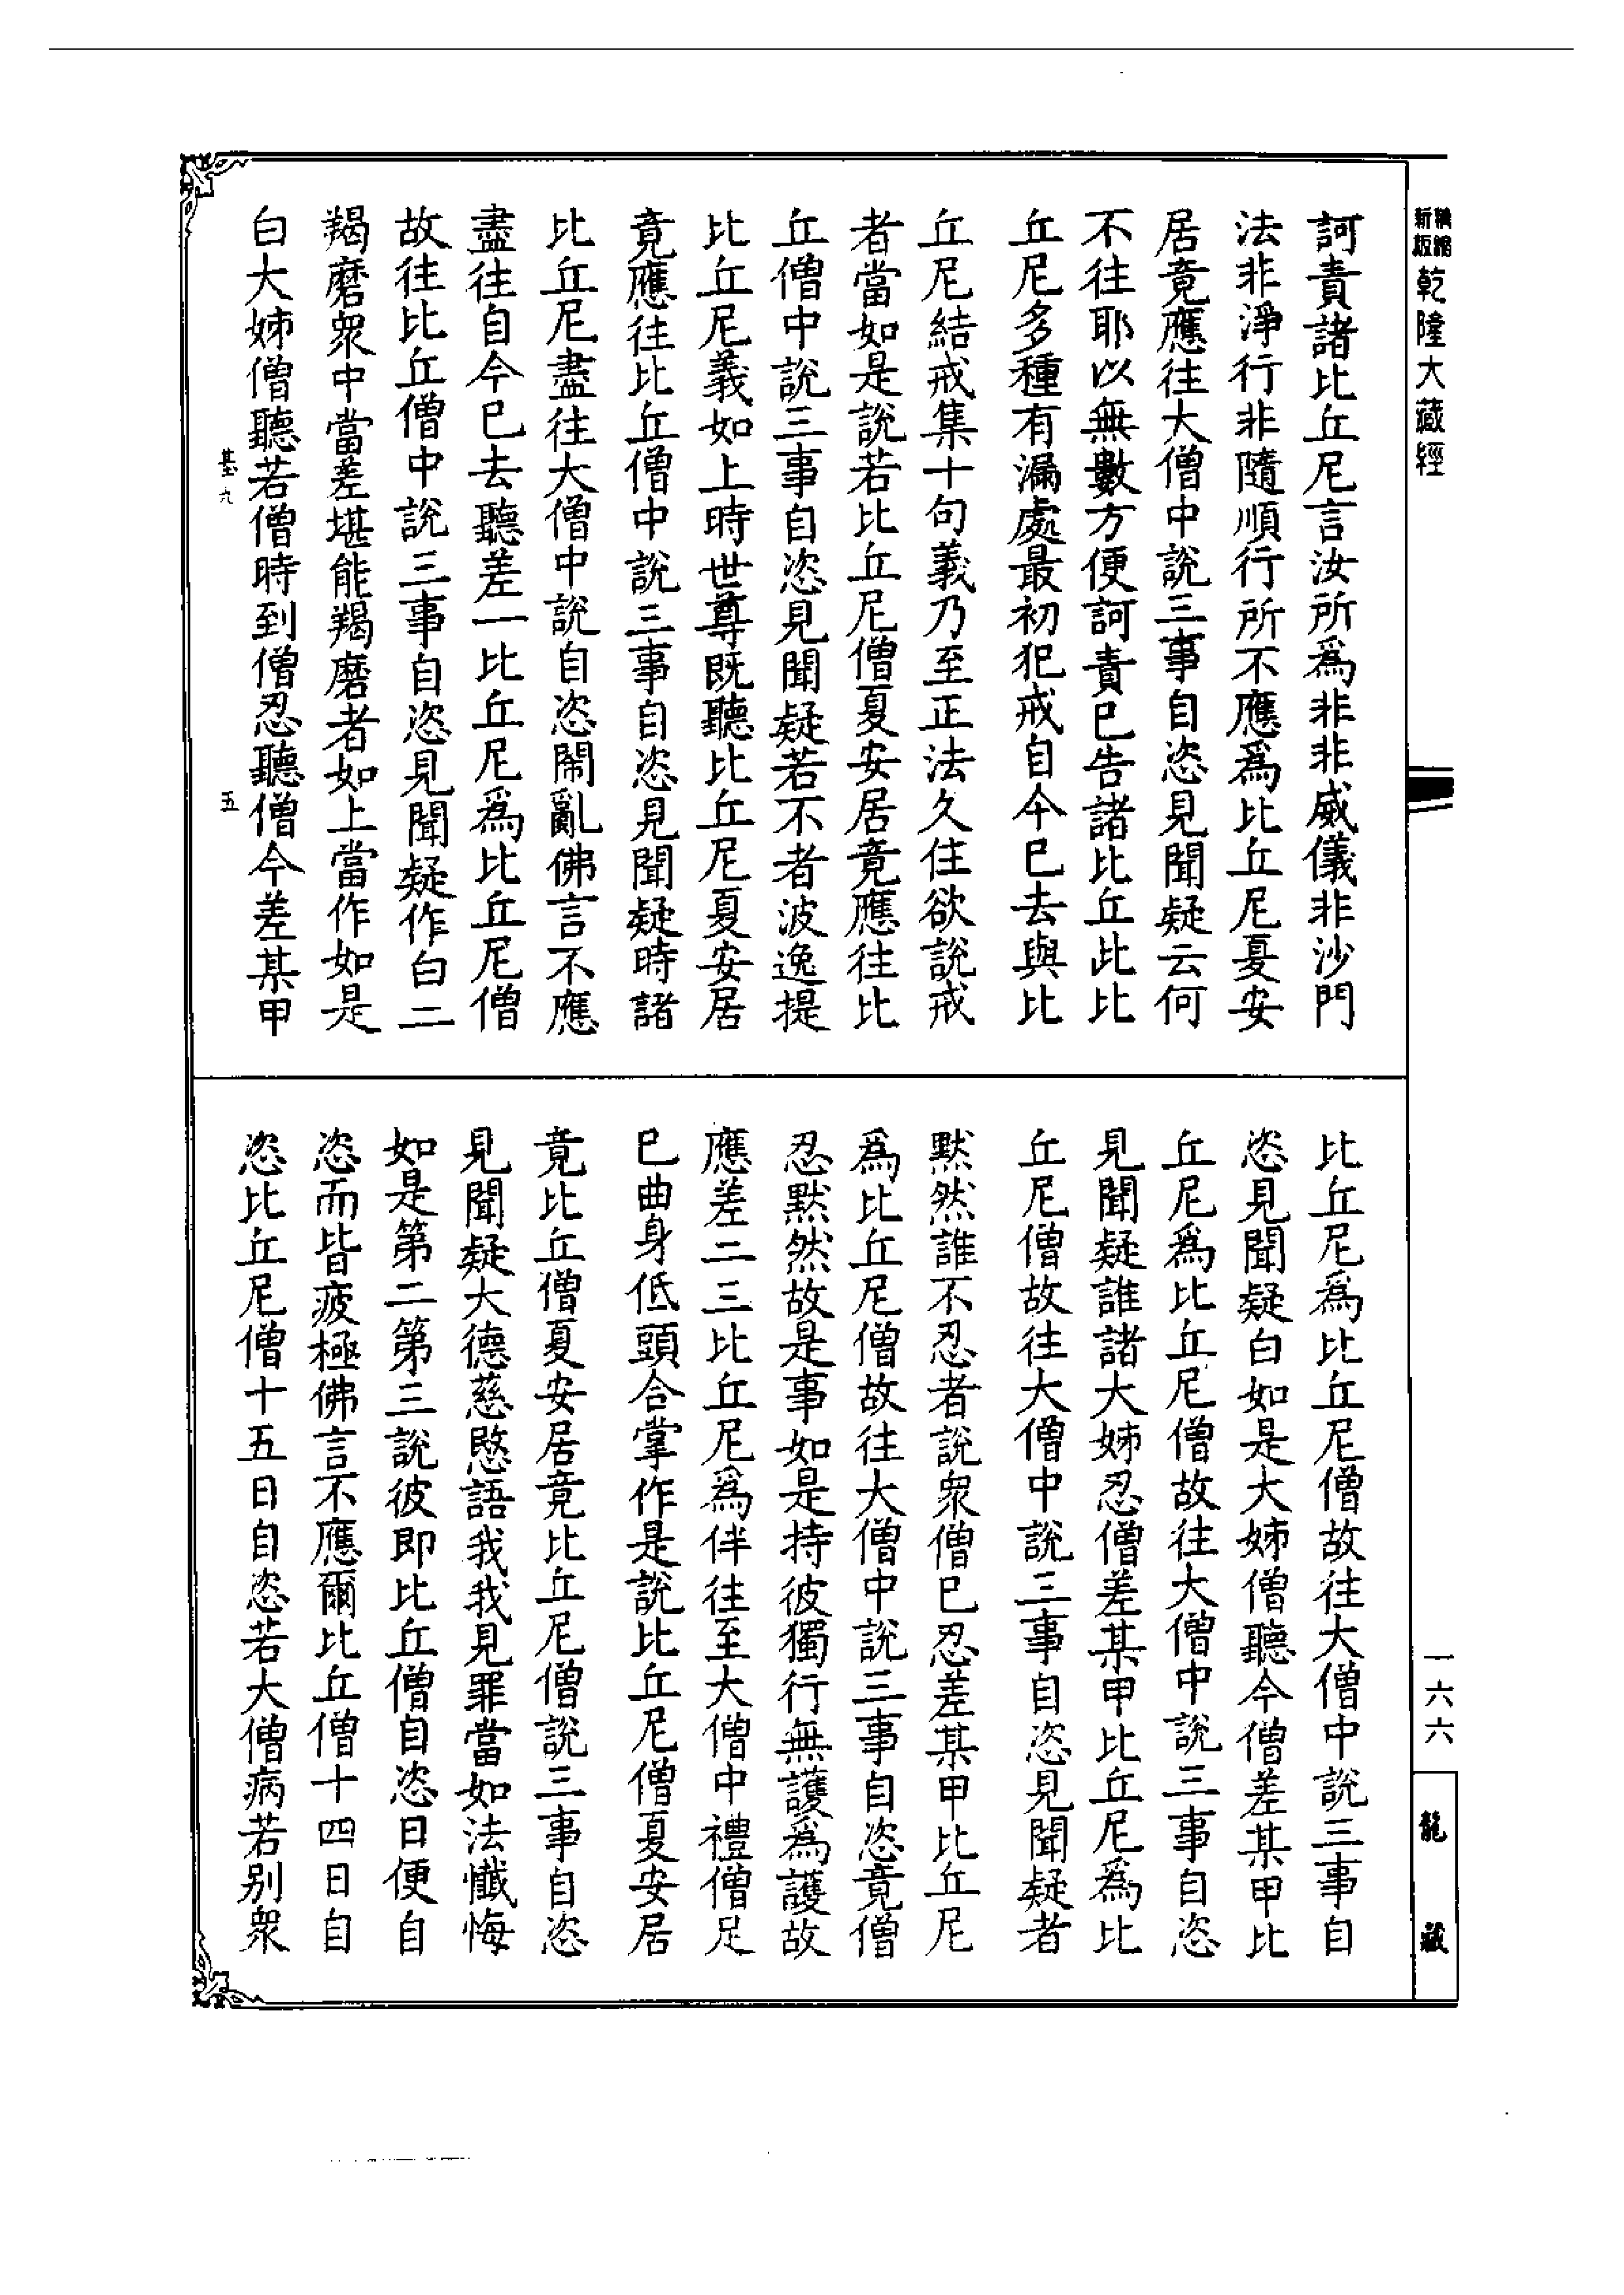 新版
精縮
乾隆大藏經
訶責諸比丘尼言汝所爲非非威儀非沙門
法非淨行非隨順行所不應爲比丘尼夏安
居竟應往大僧中說三事自恣見聞疑云何
不往耶以無數方便訶責已告諸比丘此比
丘尼多種有漏處最初犯戒自今已去與比
丘尼結戒集十句義乃至正法久住欲說戒
者當如是說若比丘尼僧夏安居竟應往比
丘僧中說三事自恣見聞疑若不者波逸提
比丘尼義如上時世尊既聽比丘尼夏安居
竟應往比丘僧中說三事自恣見聞疑時諸
比丘尼盡往大僧中說自恣鬧亂佛言不應
盡往自今已去聽差一比丘尼爲比丘尼僧
故往比丘僧中說三事自恣見聞疑作白二
羯磨衆中當差堪能羯磨者如上當作如是
白大姊僧聽若僧時到僧忍聽僧今差某甲
基九
五
比丘尼爲比丘尼僧故往大僧中說三事自
恣見聞疑白如是大姊僧聽今僧差某甲比
丘尼爲比丘尼僧故往大僧中說三事自恣
見聞疑誰諸大姊忍僧差某甲比丘尼爲比
丘尼僧故往大僧中說三事自恣見聞疑者
默然誰不忍者說衆僧已忍差某甲比丘尼
爲比丘尼僧故往大僧中說三事自恣竟僧
忍默然故是事如是持彼獨行無護爲護故
應差二三比丘尼爲伴往至大僧中禮僧足
已曲身低頭合掌作是說比丘尼僧夏安居
竟比丘僧夏安居竟比丘尼僧說三事自恣
見聞疑大德慈愍語我我見罪當如法懺悔
如是第二第三說彼即比丘僧自恣日便自
恣而皆疲極佛言不應爾比丘僧十四日自
恣比丘尼僧十五日自恣若大僧病若別衆
一六六
龍藏